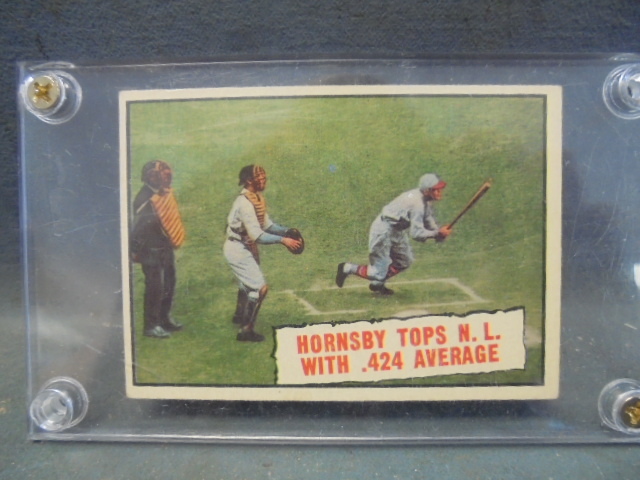 HORNSBY TOPS N. L.
WITH .424 AVERAGE